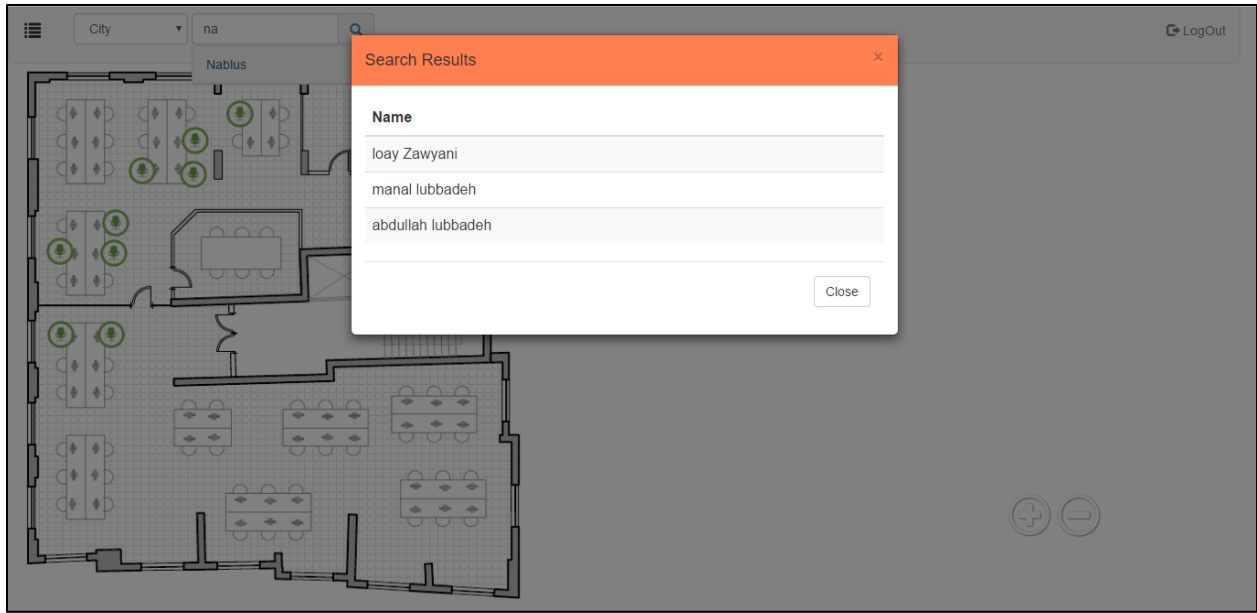 City
na
LogOut
Nablus
Search Results
×
Name
loay Zawyani
manal lubbadeh
abdullah lubbadeh
Close